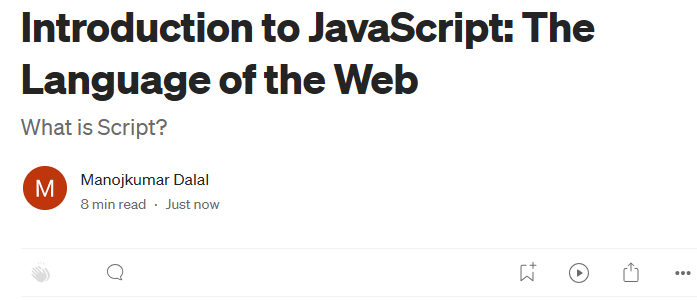 Introduction to JavaScript: The
Language of the Web
What is Script?
M
Manojkumar Dalal
8 min read · Just now